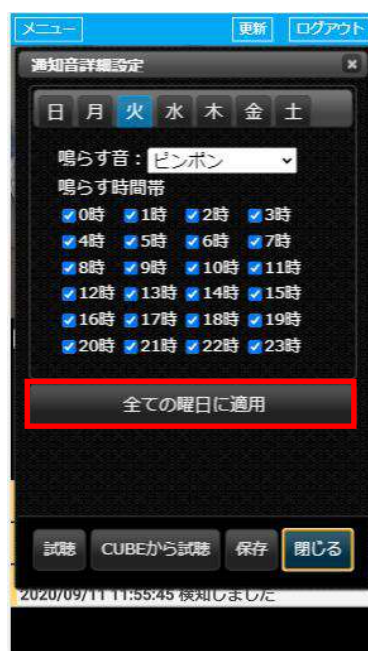 メニュー 更新 ログアウト
通知音詳細設定 ×
日 月 火 水 木 金 土
鳴らす音：ピンポン
鳴らす時間帯
0時 1時 2時 3時
4時 5時 6時 7時
8時 9時 10時 11時
12時 13時 14時 15時
16時 17時 18時 19時
20時 21時 22時 23時
全ての曜日に適用
試聴 CUBEから試聴 保存 閉じる
2020/09/11 11:55:45 検知しました